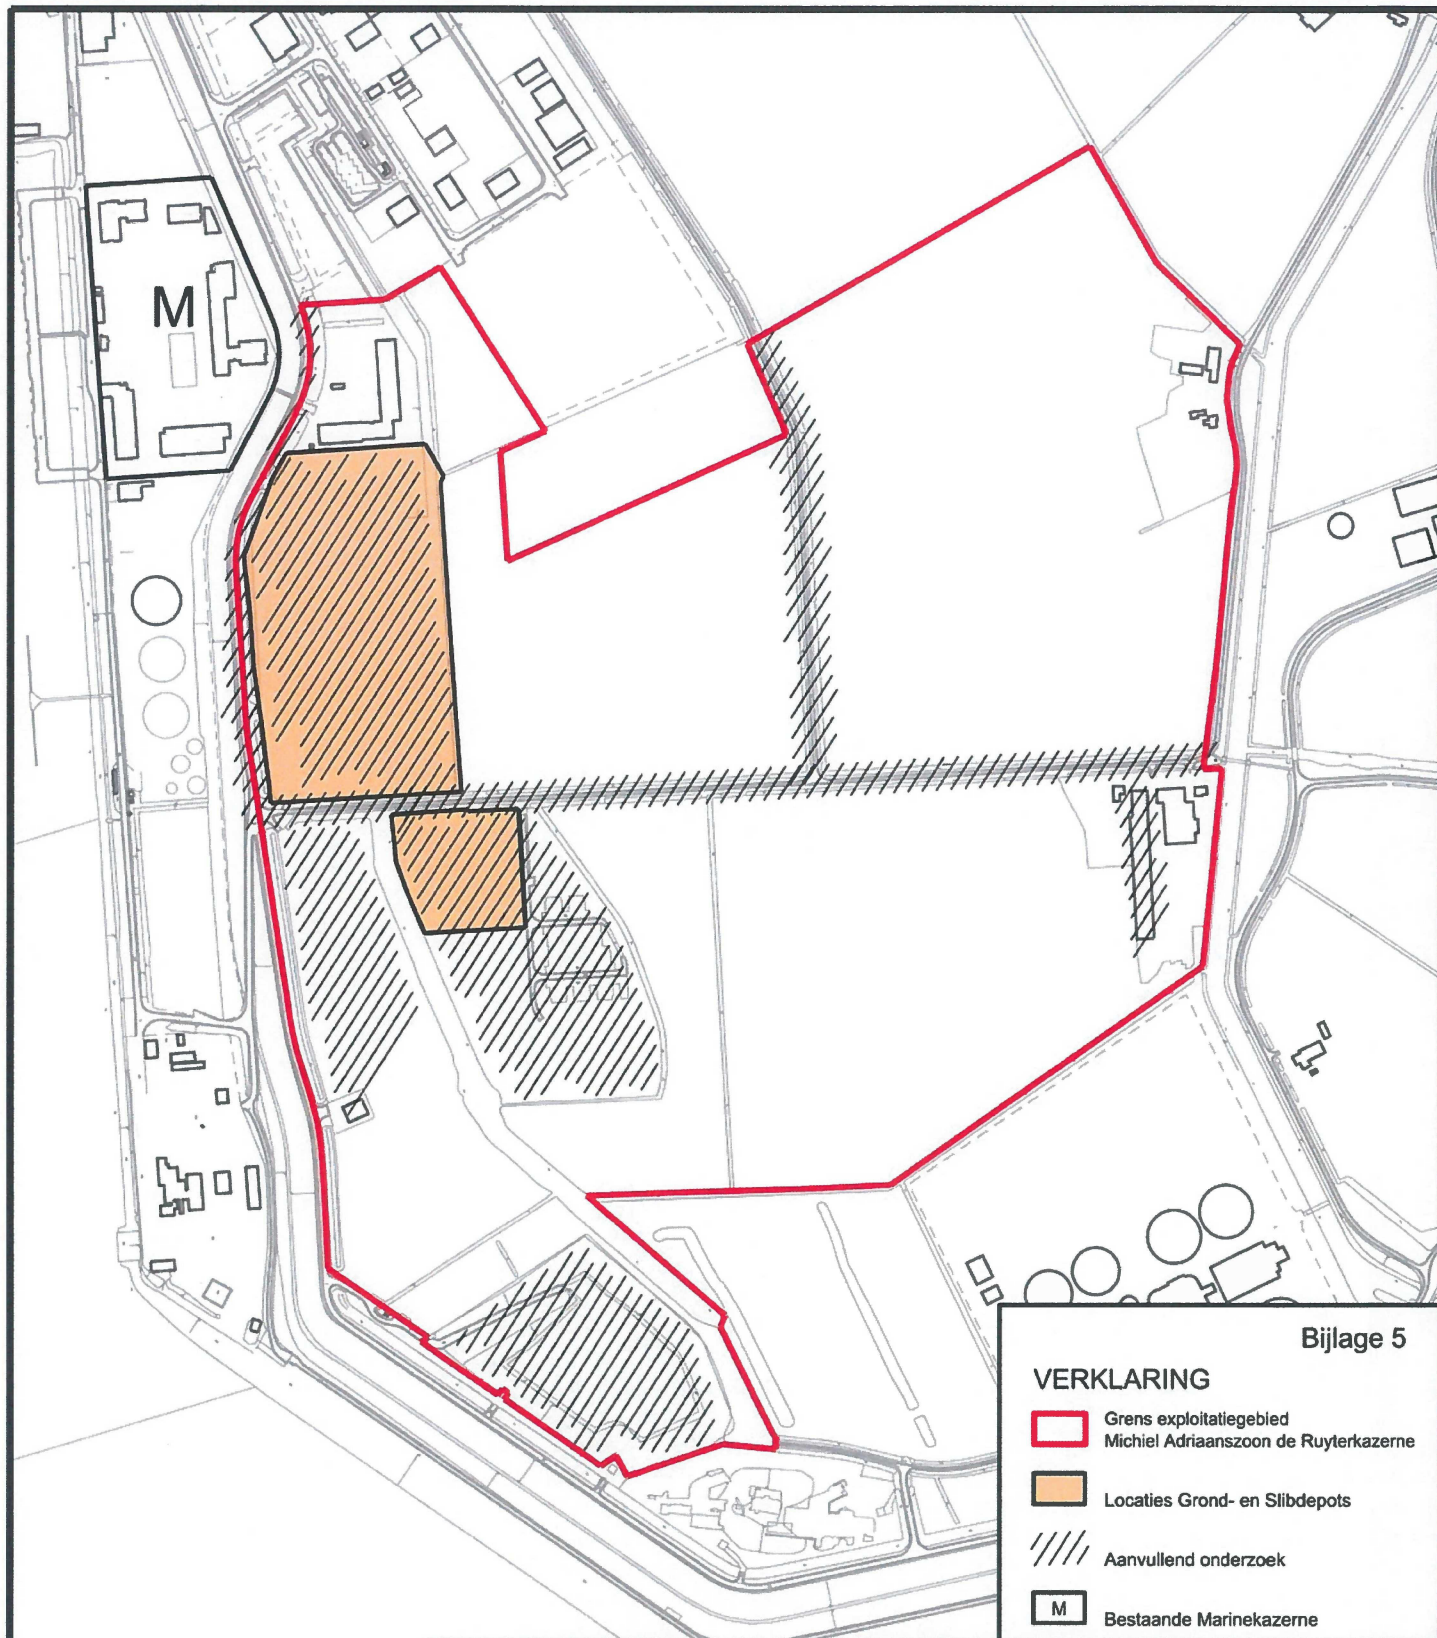 M
Bijlage 5
VERKLARING
Grens exploitatiegebied
Michiel Adriaanszoon de Ruyterkazerne
Locaties Grond- en Slibdepots
Aanvullend onderzoek
M
Bestaande Marinekazerne